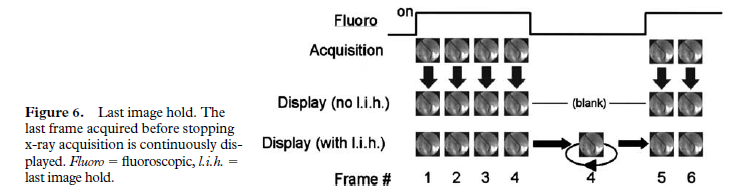 Fluoro
on
Acquisition
Display (no l.i.h.)
(blank)
Display (with l.i.h.)
Frame # 1 2 3 4 4 5 6
Figure 6. Last image hold. The
last frame acquired before stopping
x-ray acquisition is continuously dis-
played. Fluoro = fluoroscopic, l.i.h. =
last image hold.